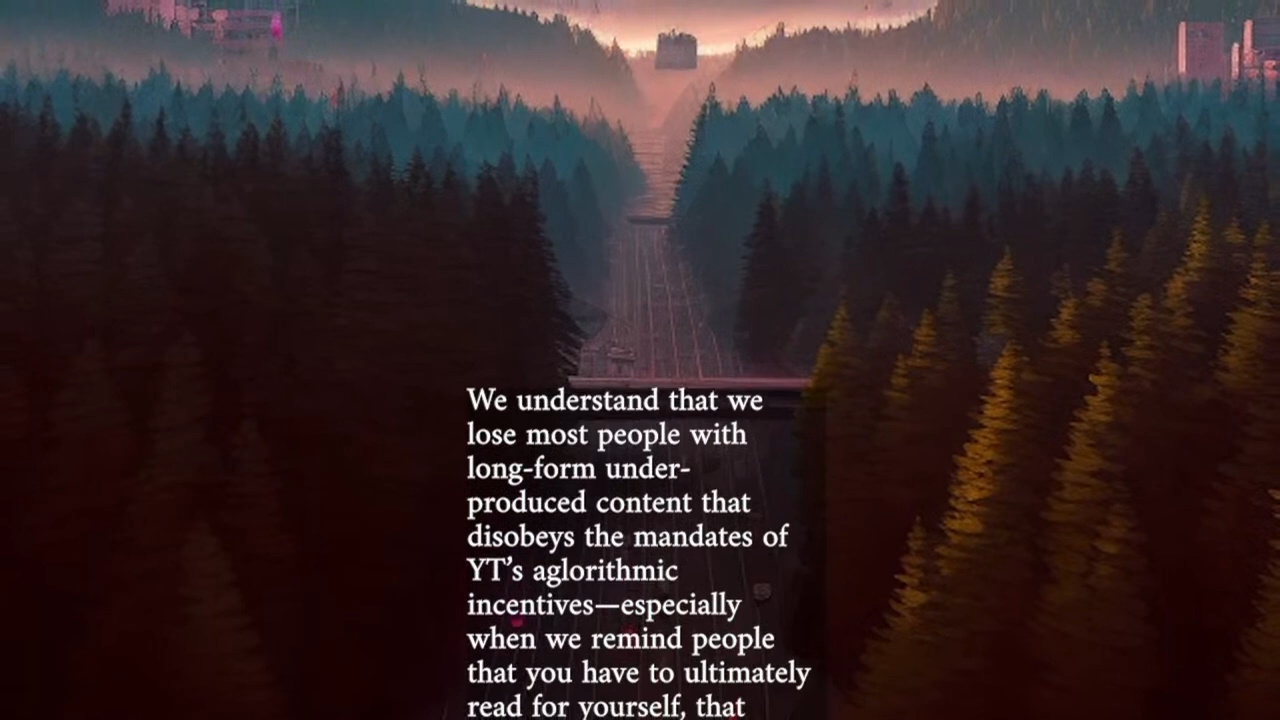 We understand that we
lose most people with
long-form under-
produced content that
disobeys the mandates of
YT’s aglorithmic
incentives—especially
when we remind people
that you have to ultimately
read for yourself, that